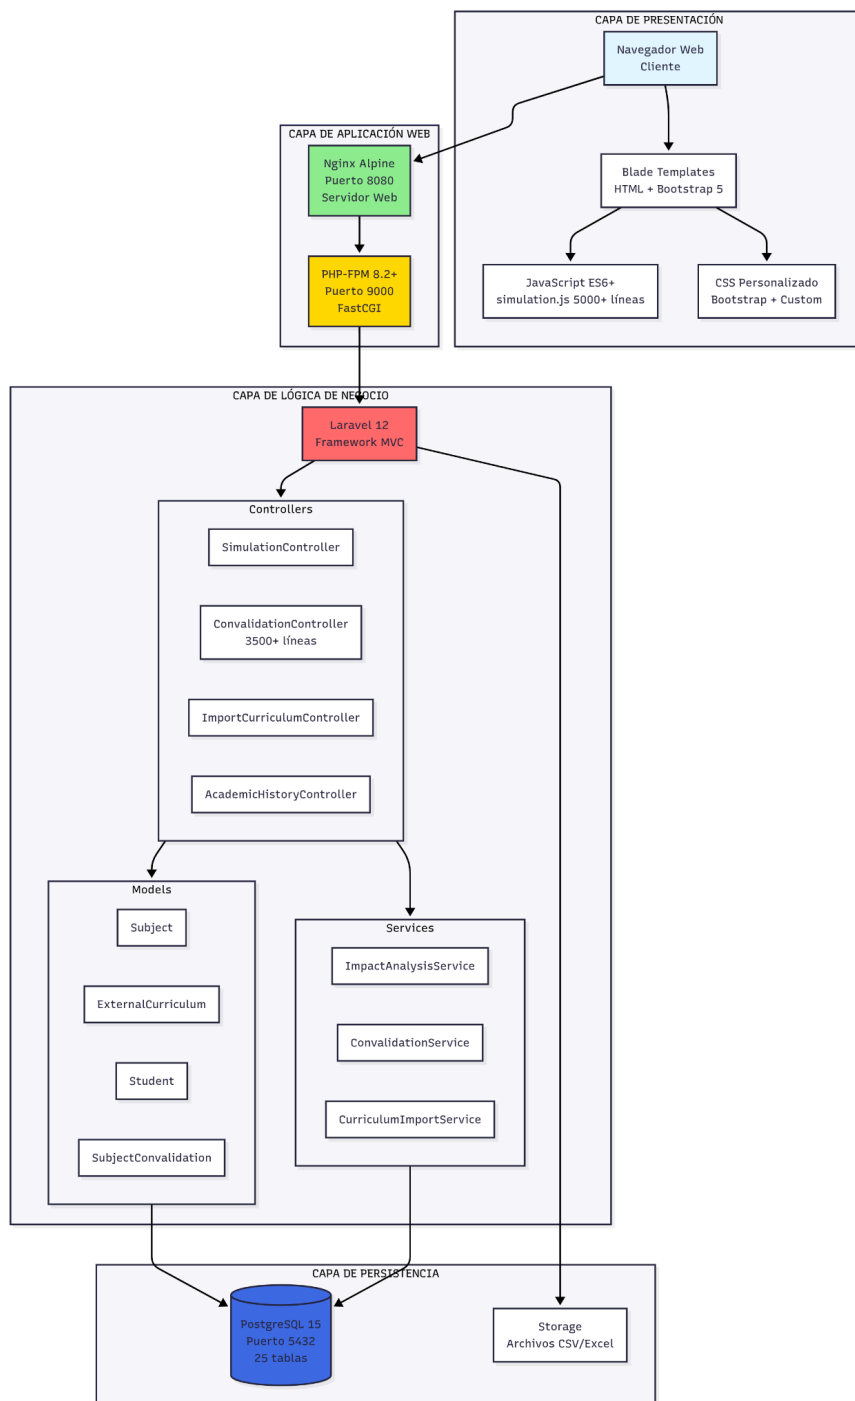 CAPA DE PRESENTACIÓN
Navegador Web
Cliente
CAPA DE APLICACIÓN WEB
Nginx Alpine
Puerto 8080
Servidor Web
Blade Templates
HTML + Bootstrap 5
PHP-FPM 8.2+
Puerto 9000
FastCGI
JavaScript ES6+
simulation.js 5000+ líneas
CSS Personalizado
Bootstrap + Custom
CAPA DE LÓGICA DE NEGOCIO
Laravel 12
Framework MVC
Controllers
SimulationController
ConvalidationController
3500+ líneas
ImportCurriculumController
AcademicHistoryController
Models
Subject
ExternalCurriculum
Student
SubjectConvalidation
Services
ImpactAnalysisService
ConvalidationService
CurriculumImportService
CAPA DE PERSISTENCIA
PostgreSQL 15
Puerto 5432
25 tablas
Storage
Archivos CSV/Excel